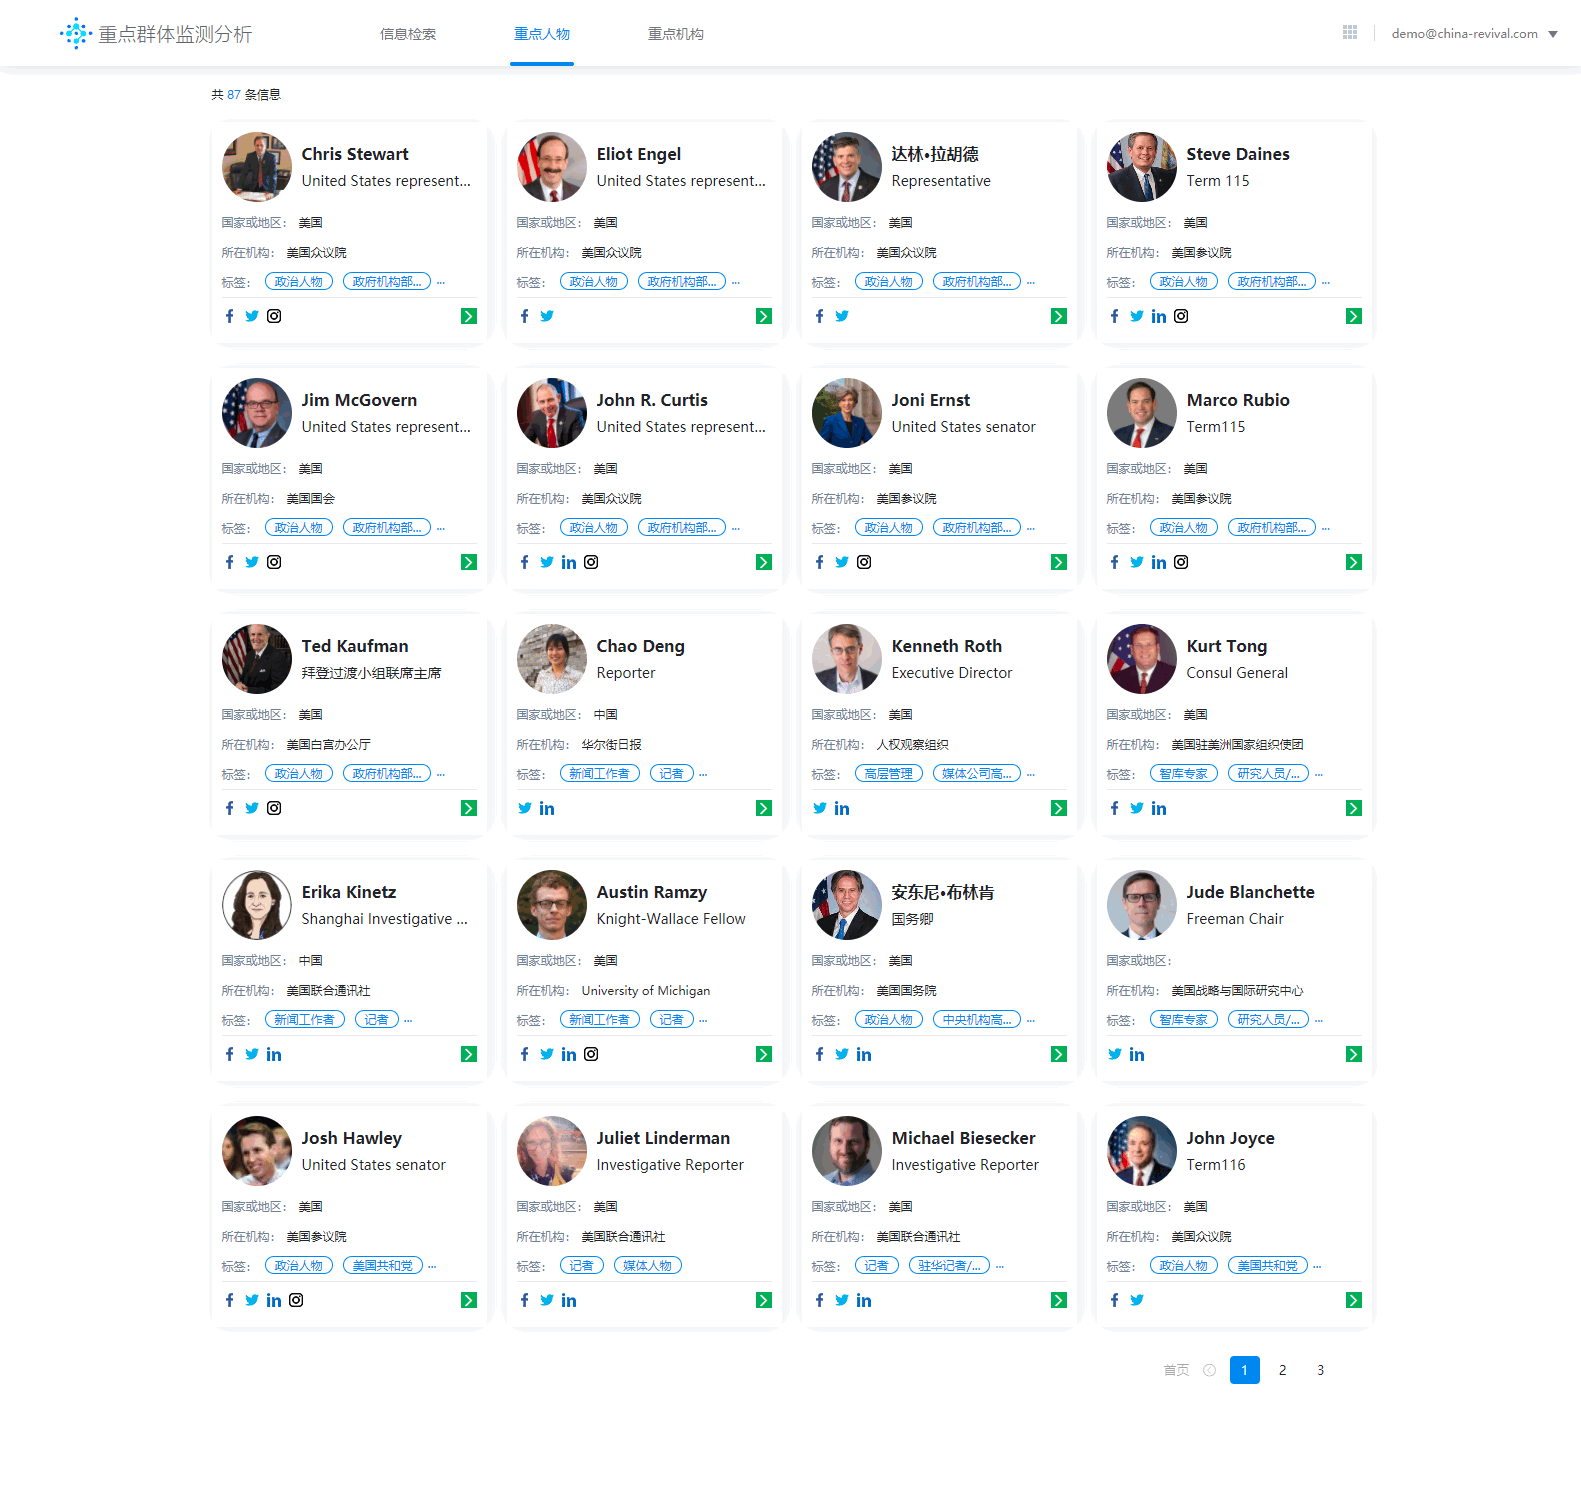 重点群体监测分析 信息检索 重点人物 重点机构 demo@china-revival.com
共 87 条信息
Chris Stewart
United States represent...
国家或地区： 美国
所在机构： 美国众议院
标签： 政治人物 政府机构部... ...
Eliot Engel
United States represent...
国家或地区： 美国
所在机构： 美国众议院
标签： 政治人物 政府机构部... ...
达林•拉胡德
Representative
国家或地区： 美国
所在机构： 美国众议院
标签： 政治人物 政府机构部... ...
Steve Daines
Term 115
国家或地区： 美国
所在机构： 美国参议院
标签： 政治人物 政府机构部... ...
Jim McGovern
United States represent...
国家或地区： 美国
所在机构： 美国国会
标签： 政治人物 政府机构部... ...
John R. Curtis
United States represent...
国家或地区： 美国
所在机构： 美国众议院
标签： 政治人物 政府机构部... ...
Joni Ernst
United States senator
国家或地区： 美国
所在机构： 美国参议院
标签： 政治人物 政府机构部... ...
Marco Rubio
Term115
国家或地区： 美国
所在机构： 美国参议院
标签： 政治人物 政府机构部... ...
Ted Kaufman
拜登过渡小组联席主席
国家或地区： 美国
所在机构： 美国白宫办公厅
标签： 政治人物 政府机构部... ...
Chao Deng
Reporter
国家或地区： 中国
所在机构： 华尔街日报
标签： 新闻工作者 记者 ...
Kenneth Roth
Executive Director
国家或地区： 美国
所在机构： 人权观察组织
标签： 高层管理 媒体公司高... ...
Kurt Tong
Consul General
国家或地区： 美国
所在机构： 美国驻美洲国家组织使团
标签： 智库专家 研究人员/... ...
Erika Kinetz
Shanghai Investigative ...
国家或地区： 中国
所在机构： 美国联合通讯社
标签： 新闻工作者 记者 ...
Austin Ramzy
Knight-Wallace Fellow
国家或地区： 美国
所在机构： University of Michigan
标签： 新闻工作者 记者 ...
安东尼•布林肯
国务卿
国家或地区： 美国
所在机构： 美国国务院
标签： 政治人物 中央机构高... ...
Jude Blanchette
Freeman Chair
国家或地区：
所在机构： 美国战略与国际研究中心
标签： 智库专家 研究人员/... ...
Josh Hawley
United States senator
国家或地区： 美国
所在机构： 美国参议院
标签： 政治人物 美国共和党 ...
Juliet Linderman
Investigative Reporter
国家或地区： 美国
所在机构： 美国联合通讯社
标签： 记者 媒体人物
Michael Biesecker
Investigative Reporter
国家或地区： 美国
所在机构： 美国联合通讯社
标签： 记者 驻华记者/... ...
John Joyce
Term116
国家或地区： 美国
所在机构： 美国众议院
标签： 政治人物 美国共和党 ...
首页 1 2 3